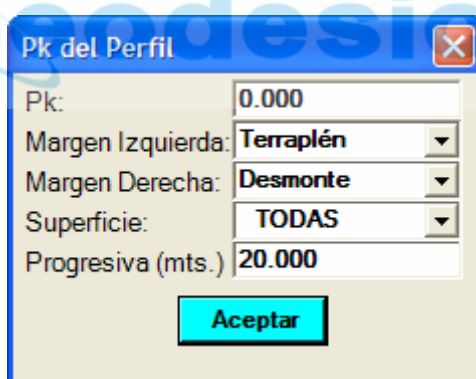 Pk del Perfil
Pk: 0.000
Margen Izquierda: Terraplén
Margen Derecha: Desmonte
Superficie: TODAS
Progresiva (mts.) 20.000
Aceptar